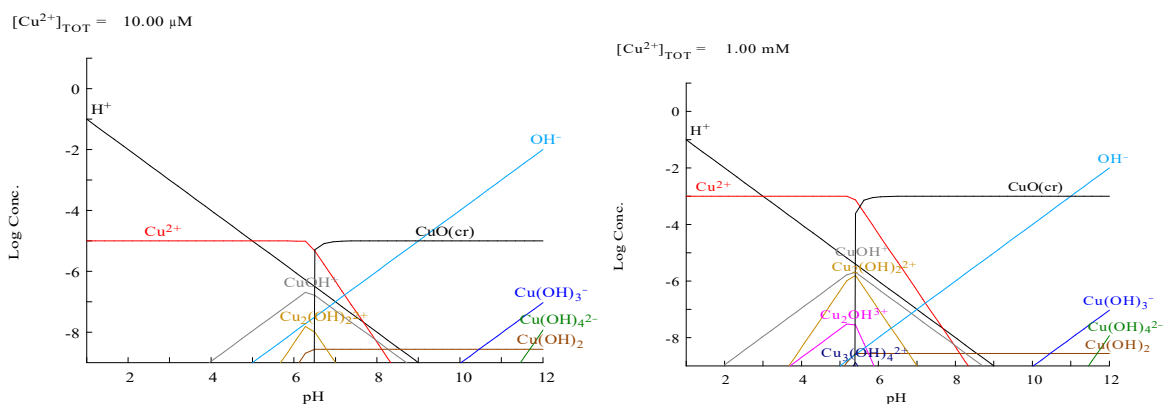 [Cu²⁺]TOT = 10.00 µM
0
-2
-4
-6
-8
Log Conc.
2
4
6
8
10
12
pH
H⁺
OH⁻
Cu²⁺
CuO(cr)
CuOH⁺
Cu₂(OH)₂²⁺
Cu(OH)₃⁻
Cu(OH)₄²⁻
Cu(OH)₂
[Cu²⁺]TOT = 1.00 mM
0
-2
-4
-6
-8
Log Conc.
2
4
6
8
10
12
pH
H⁺
OH⁻
Cu²⁺
CuO(cr)
CuOH⁺
Cu₂(OH)₂²⁺
Cu₂OH³⁺
Cu₃(OH)₄²⁺
Cu(OH)₃⁻
Cu(OH)₄²⁻
Cu(OH)₂